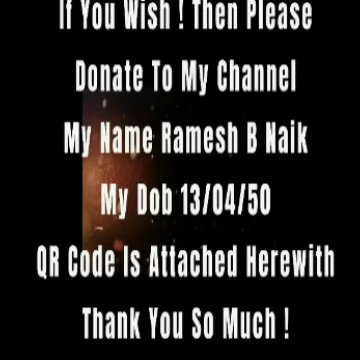 If You Wish ! Then Please
Donate To My Channel
My Name Ramesh B Naik
My Dob 13/04/50
QR Code Is Attached Herewith
Thank You So Much !